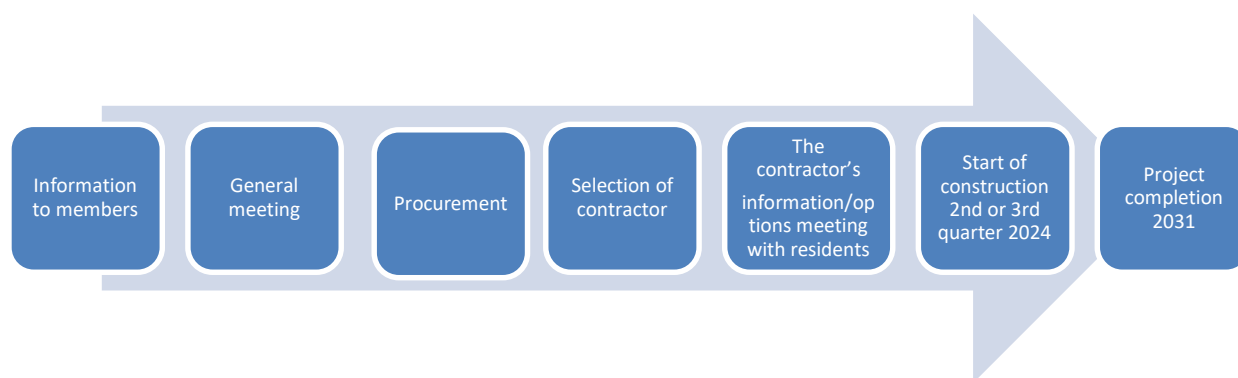 Information
to members
General
meeting
Procurement
Selection of
contractor
The
contractor’s
information/op
tions meeting
with residents
Start of
construction
2nd or 3rd
quarter 2024
Project
completion
2031